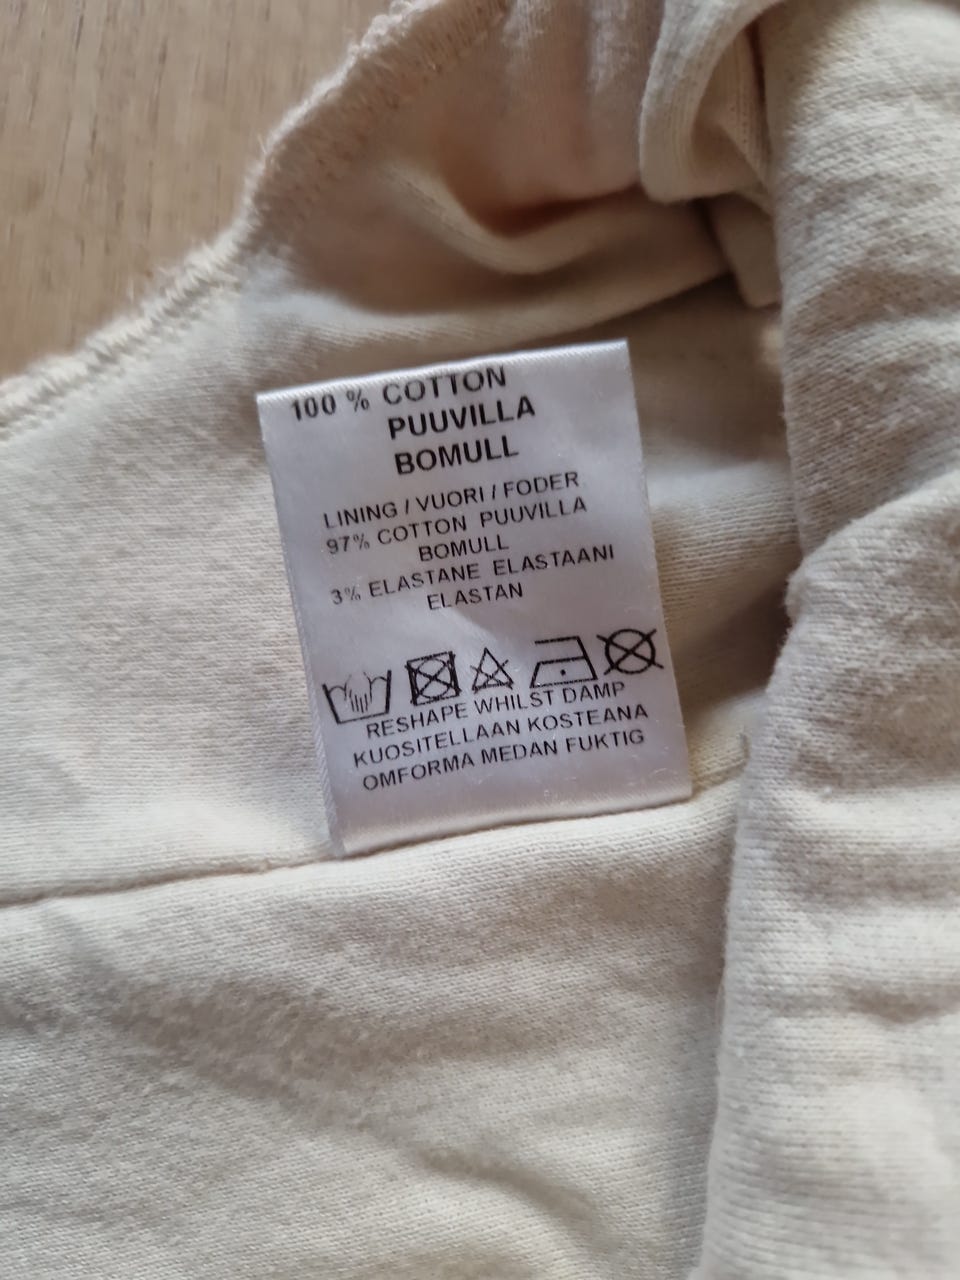 100 % COTTON
PUUVILLA
BOMULL
LINING / VUORI / FODER
97% COTTON PUUVILLA
BOMULL
3% ELASTANE ELASTAANI
ELASTAN
RESHAPE WHILST DAMP
KUOSITELLAAN KOSTEANA
OMFORMA MEDAN FUKTIG